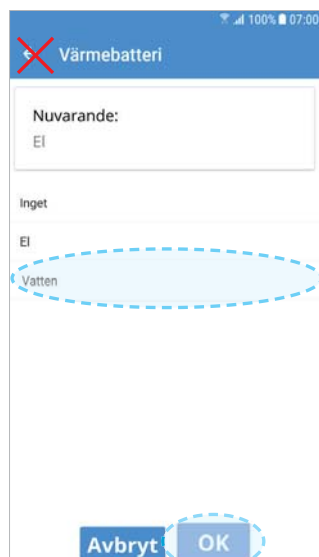 100% 07:00
Värmebatteri
Nuvarande:
El
Inget
El
Vatten
Avbryt OK